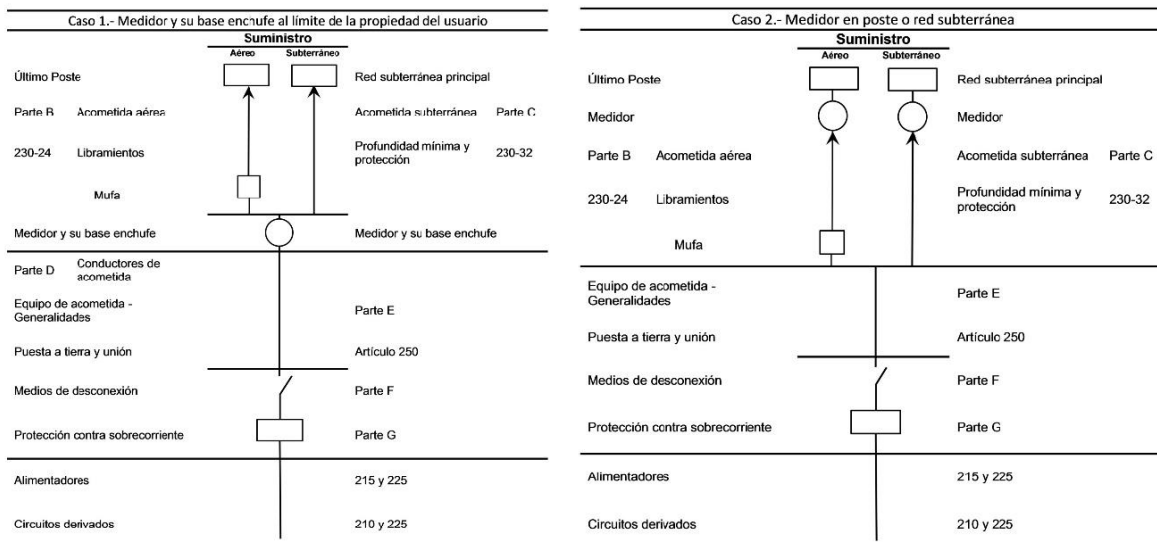 Caso 1.- Medidor y su base enchufe al límite de la propiedad del usuario
Suministro
Aéreo Subterráneo
Último Poste Red subterránea principal
Parte B Acometida aérea Acometida subterránea Parte C
230-24 Libramientos Profundidad mínima y
protección 230-32
Mufa
Medidor y su base enchufe Medidor y su base enchufe
Parte D Conductores de
acometida
Equipo de acometida -
Generalidades Parte E
Puesta a tierra y unión Artículo 250
Medios de desconexión Parte F
Protección contra sobrecorriente Parte G
Alimentadores 215 y 225
Circuitos derivados 210 y 225
Caso 2.- Medidor en poste o red subterránea
Suministro
Aéreo Subterráneo
Último Poste Red subterránea principal
Medidor Medidor
Parte B Acometida aérea Acometida subterránea Parte C
230-24 Libramientos Profundidad mínima y
protección 230-32
Mufa
Equipo de acometida -
Generalidades Parte E
Puesta a tierra y unión Artículo 250
Medios de desconexión Parte F
Protección contra sobrecorriente Parte G
Alimentadores 215 y 225
Circuitos derivados 210 y 225